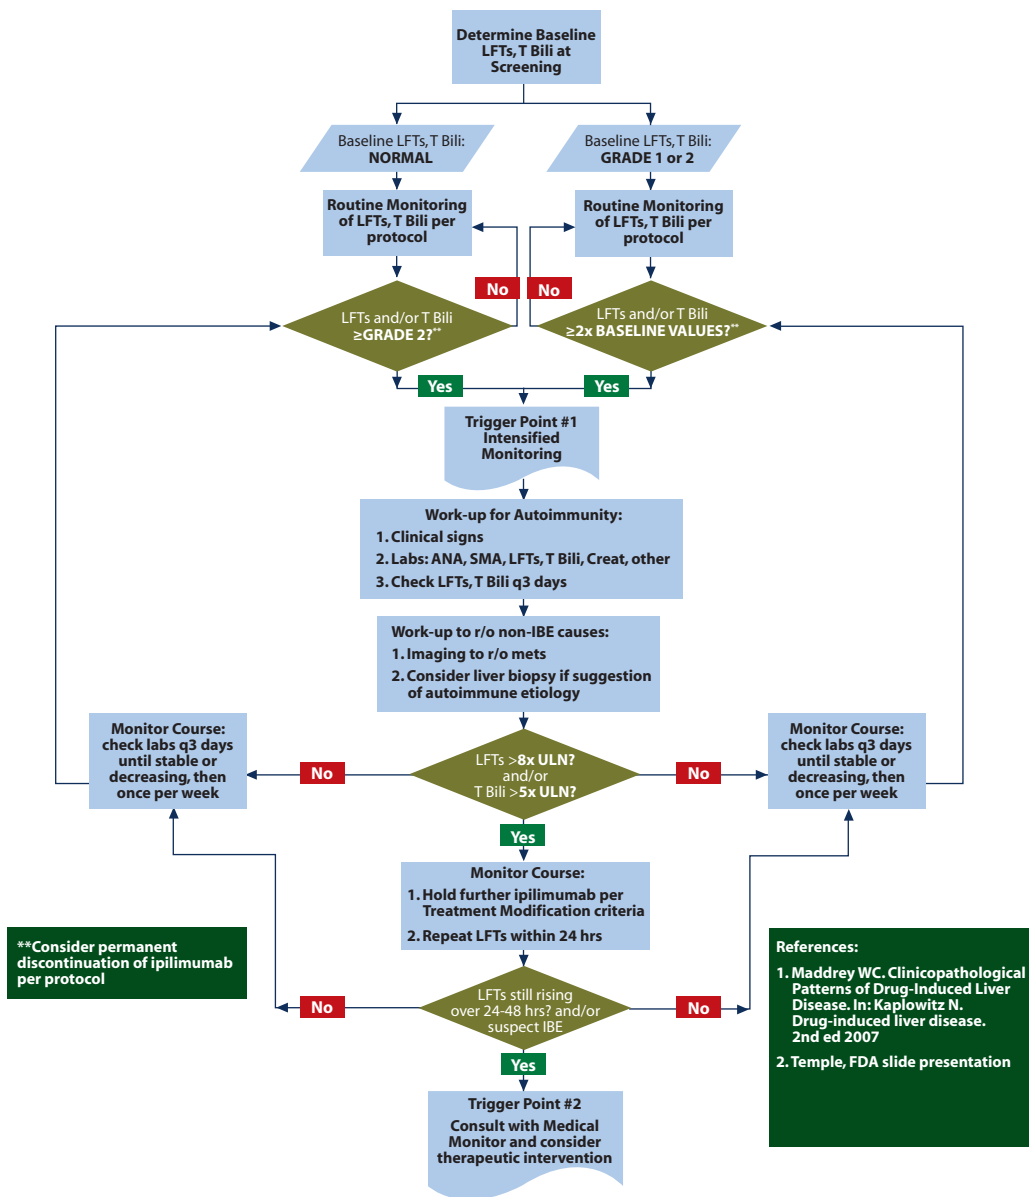 Determine Baseline
LFTs, T Bili at
Screening
Baseline LFTs, T Bili:
NORMAL
Baseline LFTs, T Bili:
GRADE 1 or 2
Routine Monitoring
of LFTs, T Bili per
protocol
Routine Monitoring
of LFTs, T Bili per
protocol
No
No
LFTs and/or T Bili
≥GRADE 2?**
LFTs and/or T Bili
≥2x BASELINE VALUES?**
Yes
Yes
Trigger Point #1
Intensified
Monitoring
Work-up for Autoimmunity:
1. Clinical signs
2. Labs: ANA, SMA, LFTs, T Bili, Creat, other
3. Check LFTs, T Bili q3 days
Work-up to r/o non-IBE causes:
1. Imaging to r/o mets
2. Consider liver biopsy if suggestion
of autoimmune etiology
Monitor Course:
check labs q3 days
until stable or
decreasing, then
once per week
No
LFTs >8x ULN?
and/or
T Bili >5x ULN?
No
Monitor Course:
check labs q3 days
until stable or
decreasing, then
once per week
Yes
Monitor Course:
1. Hold further ipilimumab per
Treatment Modification criteria
2. Repeat LFTs within 24 hrs
**Consider permanent
discontinuation of ipilimumab
per protocol
No
LFTs still rising
over 24-48 hrs? and/or
suspect IBE
No
References:
1. Maddrey WC. Clinicopathological
Patterns of Drug-Induced Liver
Disease. In: Kaplowitz N.
Drug-induced liver disease.
2nd ed 2007
2. Temple, FDA slide presentation
Yes
Trigger Point #2
Consult with Medical
Monitor and consider
therapeutic intervention